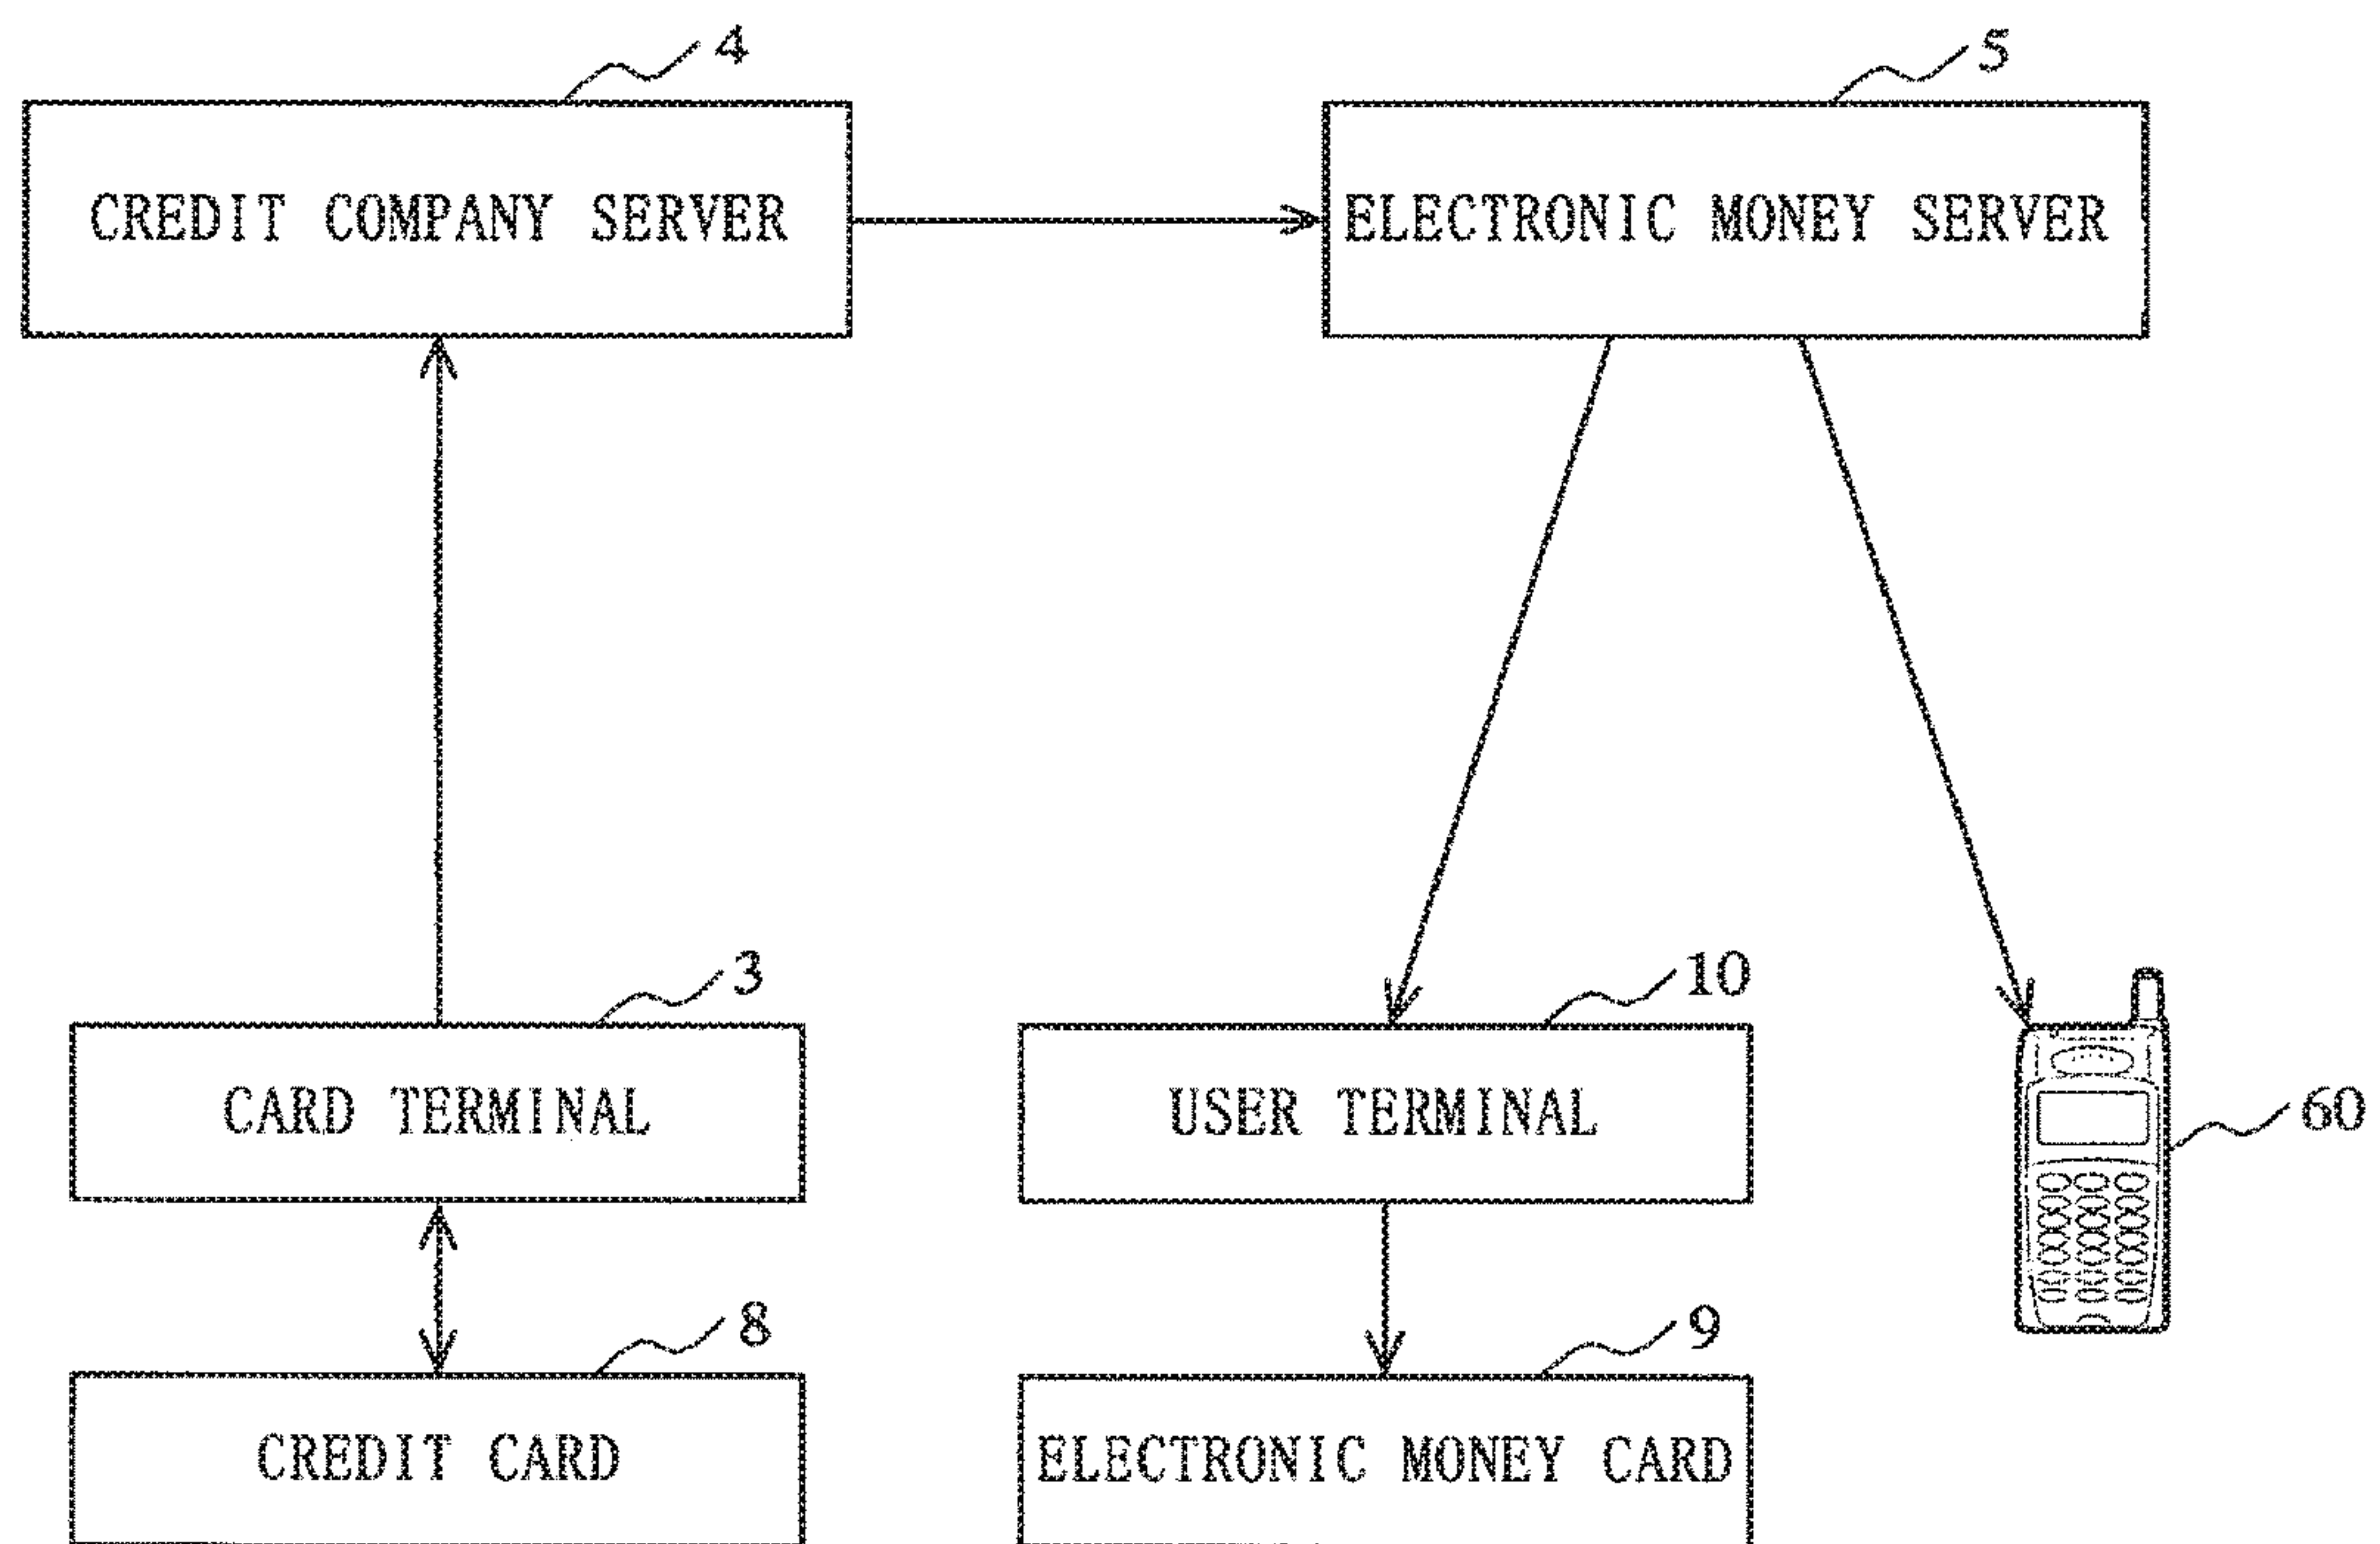 4
5
CREDIT COMPANY SERVER
ELECTRONIC MONEY SERVER
3
10
CARD TERMINAL
USER TERMINAL
60
8
9
CREDIT CARD
ELECTRONIC MONEY CARD